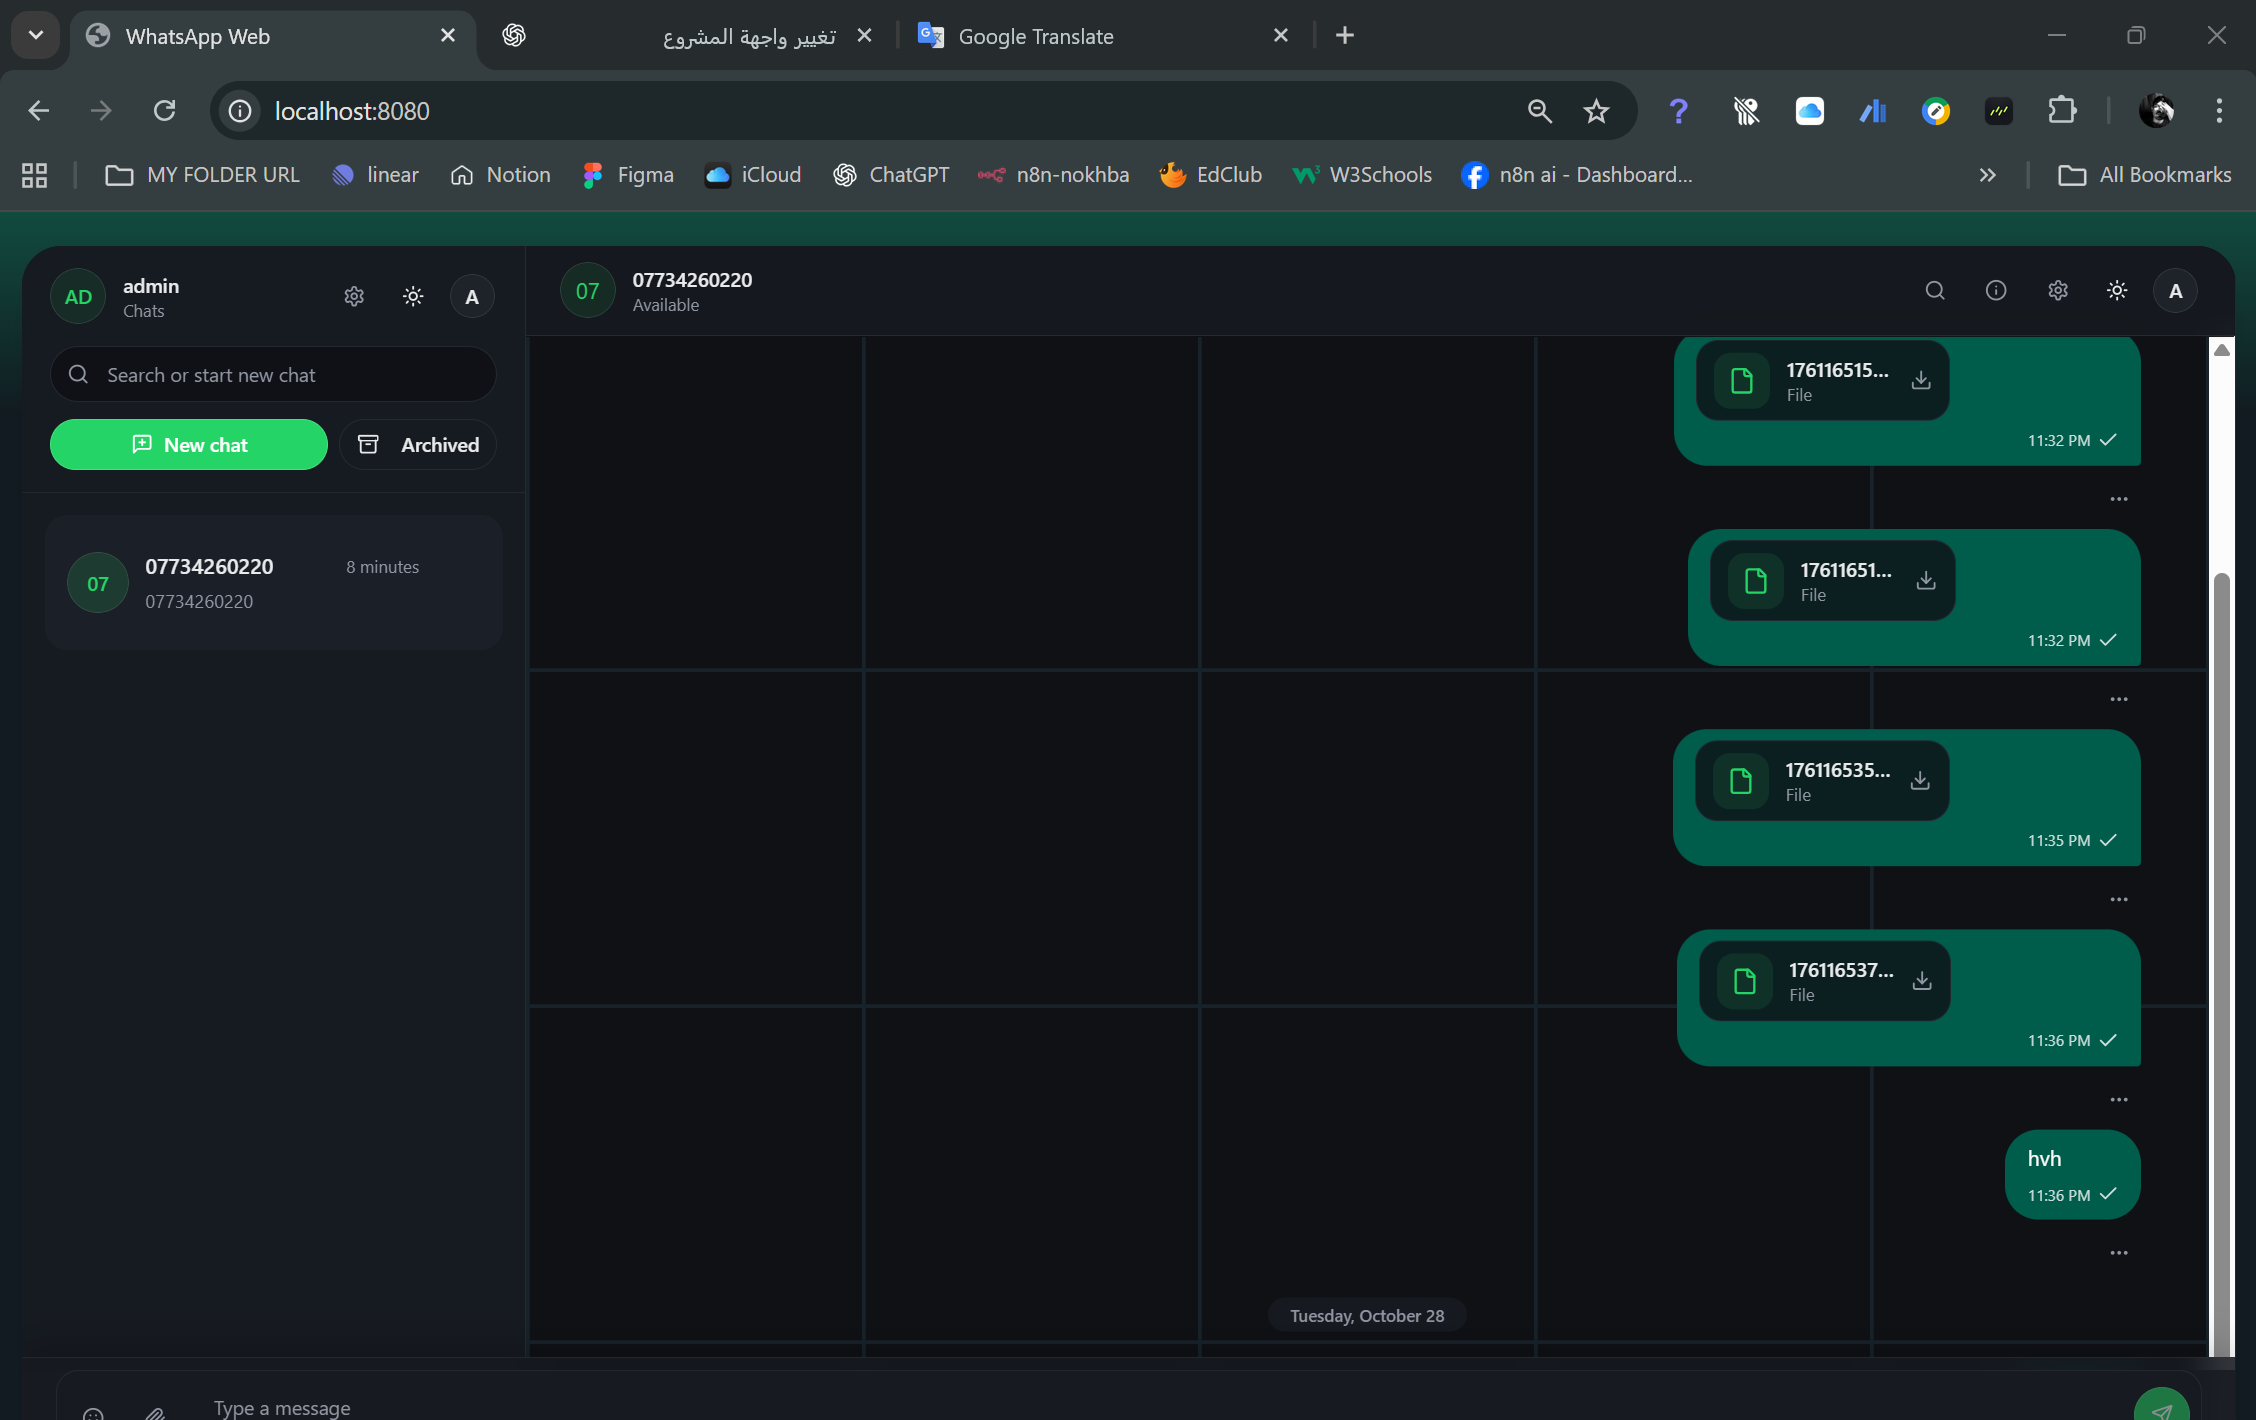 WhatsApp Web
تغيير واجهة المشروع
Google Translate
localhost:8080
MY FOLDER URL
linear
Notion
Figma
iCloud
ChatGPT
n8n-nokhba
EdClub
W3Schools
n8n ai - Dashboard...
All Bookmarks
AD
admin
Chats
A
Search or start new chat
New chat
Archived
07
07734260220
8 minutes
07734260220
07
07734260220
Available
A
176116515...
File
11:32 PM
17611651...
File
11:32 PM
176116535...
File
11:35 PM
176116537...
File
11:36 PM
hvh
11:36 PM
Tuesday, October 28
Type a message